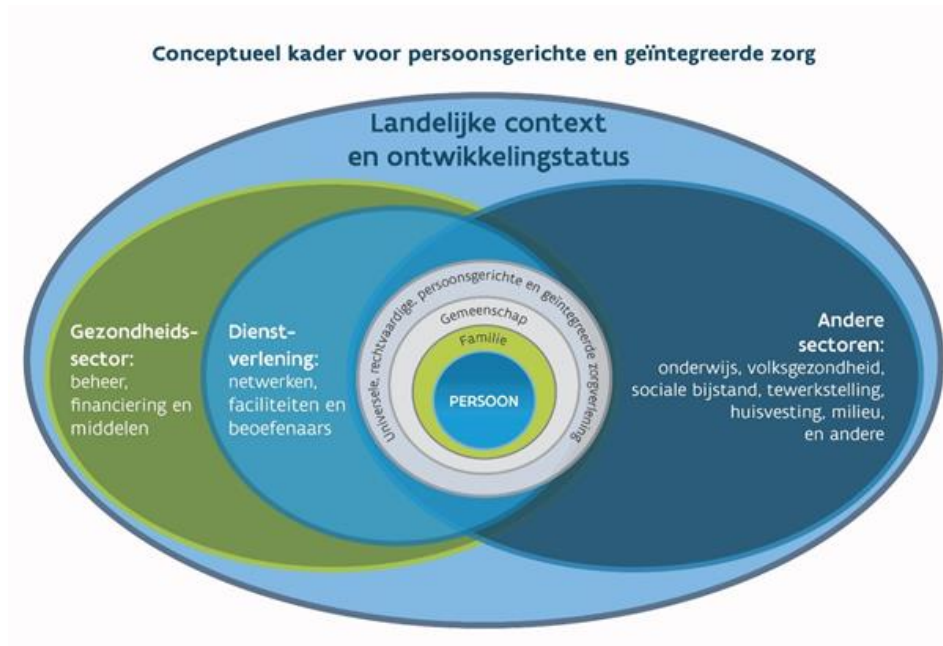 Conceptueel kader voor persoonsgerichte en geïntegreerde zorg
Landelijke context
en ontwikkelingstatus
Gezondheids-
sector:
beheer,
financiering en
middelen
Dienst-
verlening:
netwerken,
faciliteiten en
beoefenaars
Universele, rechtvaardige, persoonsgerichte en geïntegreerde zorgverlening
Gemeenschap
Familie
PERSOON
Andere
sectoren:
onderwijs, volksgezondheid,
sociale bijstand, tewerkstelling,
huisvesting, milieu,
en andere